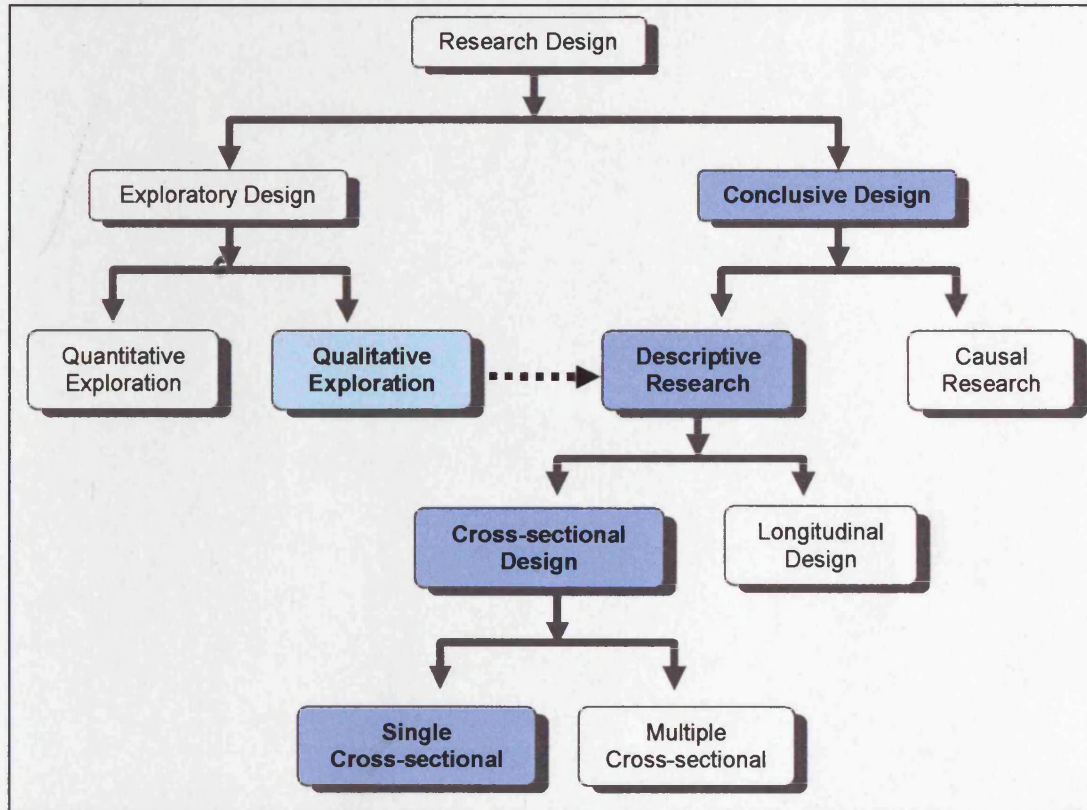 Research Design
Exploratory Design
Conclusive Design
Quantitative
Exploration
Qualitative
Exploration
Descriptive
Research
Causal
Research
Cross-sectional
Design
Longitudinal
Design
Single
Cross-sectional
Multiple
Cross-sectional